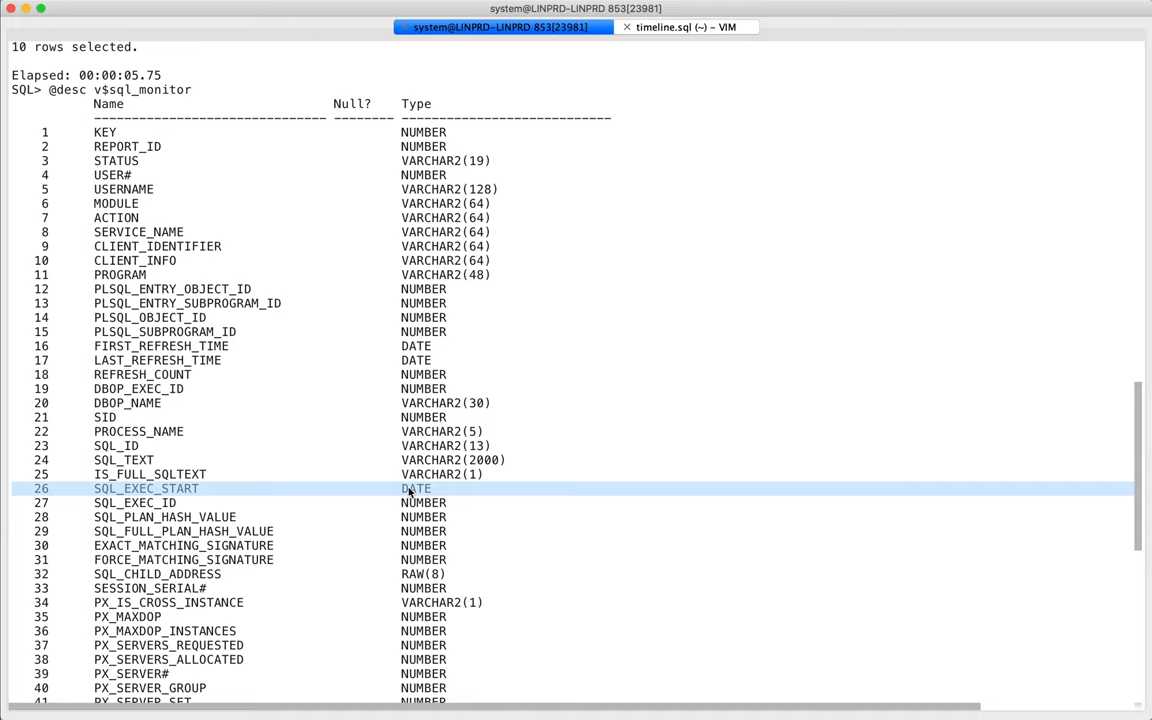 system@LINPRD-LINPRD 853[23981]
system@LINPRD-LINPRD 853[23981] × timeline.sql (~) – VIM
10 rows selected.
Elapsed: 00:00:05.75
SQL> @desc v$sql_monitor
Name Null? Type
------------------------------- -------- ----------------------------
1 KEY NUMBER
2 REPORT_ID NUMBER
3 STATUS VARCHAR2(19)
4 USER# NUMBER
5 USERNAME VARCHAR2(128)
6 MODULE VARCHAR2(64)
7 ACTION VARCHAR2(64)
8 SERVICE_NAME VARCHAR2(64)
9 CLIENT_IDENTIFIER VARCHAR2(64)
10 CLIENT_INFO VARCHAR2(64)
11 PROGRAM VARCHAR2(48)
12 PLSQL_ENTRY_OBJECT_ID NUMBER
13 PLSQL_ENTRY_SUBPROGRAM_ID NUMBER
14 PLSQL_OBJECT_ID NUMBER
15 PLSQL_SUBPROGRAM_ID NUMBER
16 FIRST_REFRESH_TIME DATE
17 LAST_REFRESH_TIME DATE
18 REFRESH_COUNT NUMBER
19 DBOP_EXEC_ID NUMBER
20 DBOP_NAME VARCHAR2(30)
21 SID NUMBER
22 PROCESS_NAME VARCHAR2(5)
23 SQL_ID VARCHAR2(13)
24 SQL_TEXT VARCHAR2(2000)
25 IS_FULL_SQLTEXT VARCHAR2(1)
26 SQL_EXEC_START DATE
27 SQL_EXEC_ID NUMBER
28 SQL_PLAN_HASH_VALUE NUMBER
29 SQL_FULL_PLAN_HASH_VALUE NUMBER
30 EXACT_MATCHING_SIGNATURE NUMBER
31 FORCE_MATCHING_SIGNATURE NUMBER
32 SQL_CHILD_ADDRESS RAW(8)
33 SESSION_SERIAL# NUMBER
34 PX_IS_CROSS_INSTANCE VARCHAR2(1)
35 PX_MAXDOP NUMBER
36 PX_MAXDOP_INSTANCES NUMBER
37 PX_SERVERS_REQUESTED NUMBER
38 PX_SERVERS_ALLOCATED NUMBER
39 PX_SERVER# NUMBER
40 PX_SERVER_GROUP NUMBER
41 PX_SERVER_SET NUMBER